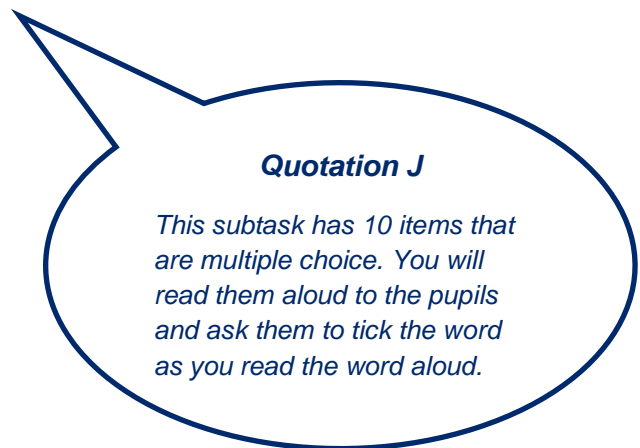 Quotation J
This subtask has 10 items that
are multiple choice. You will
read them aloud to the pupils
and ask them to tick the word
as you read the word aloud.